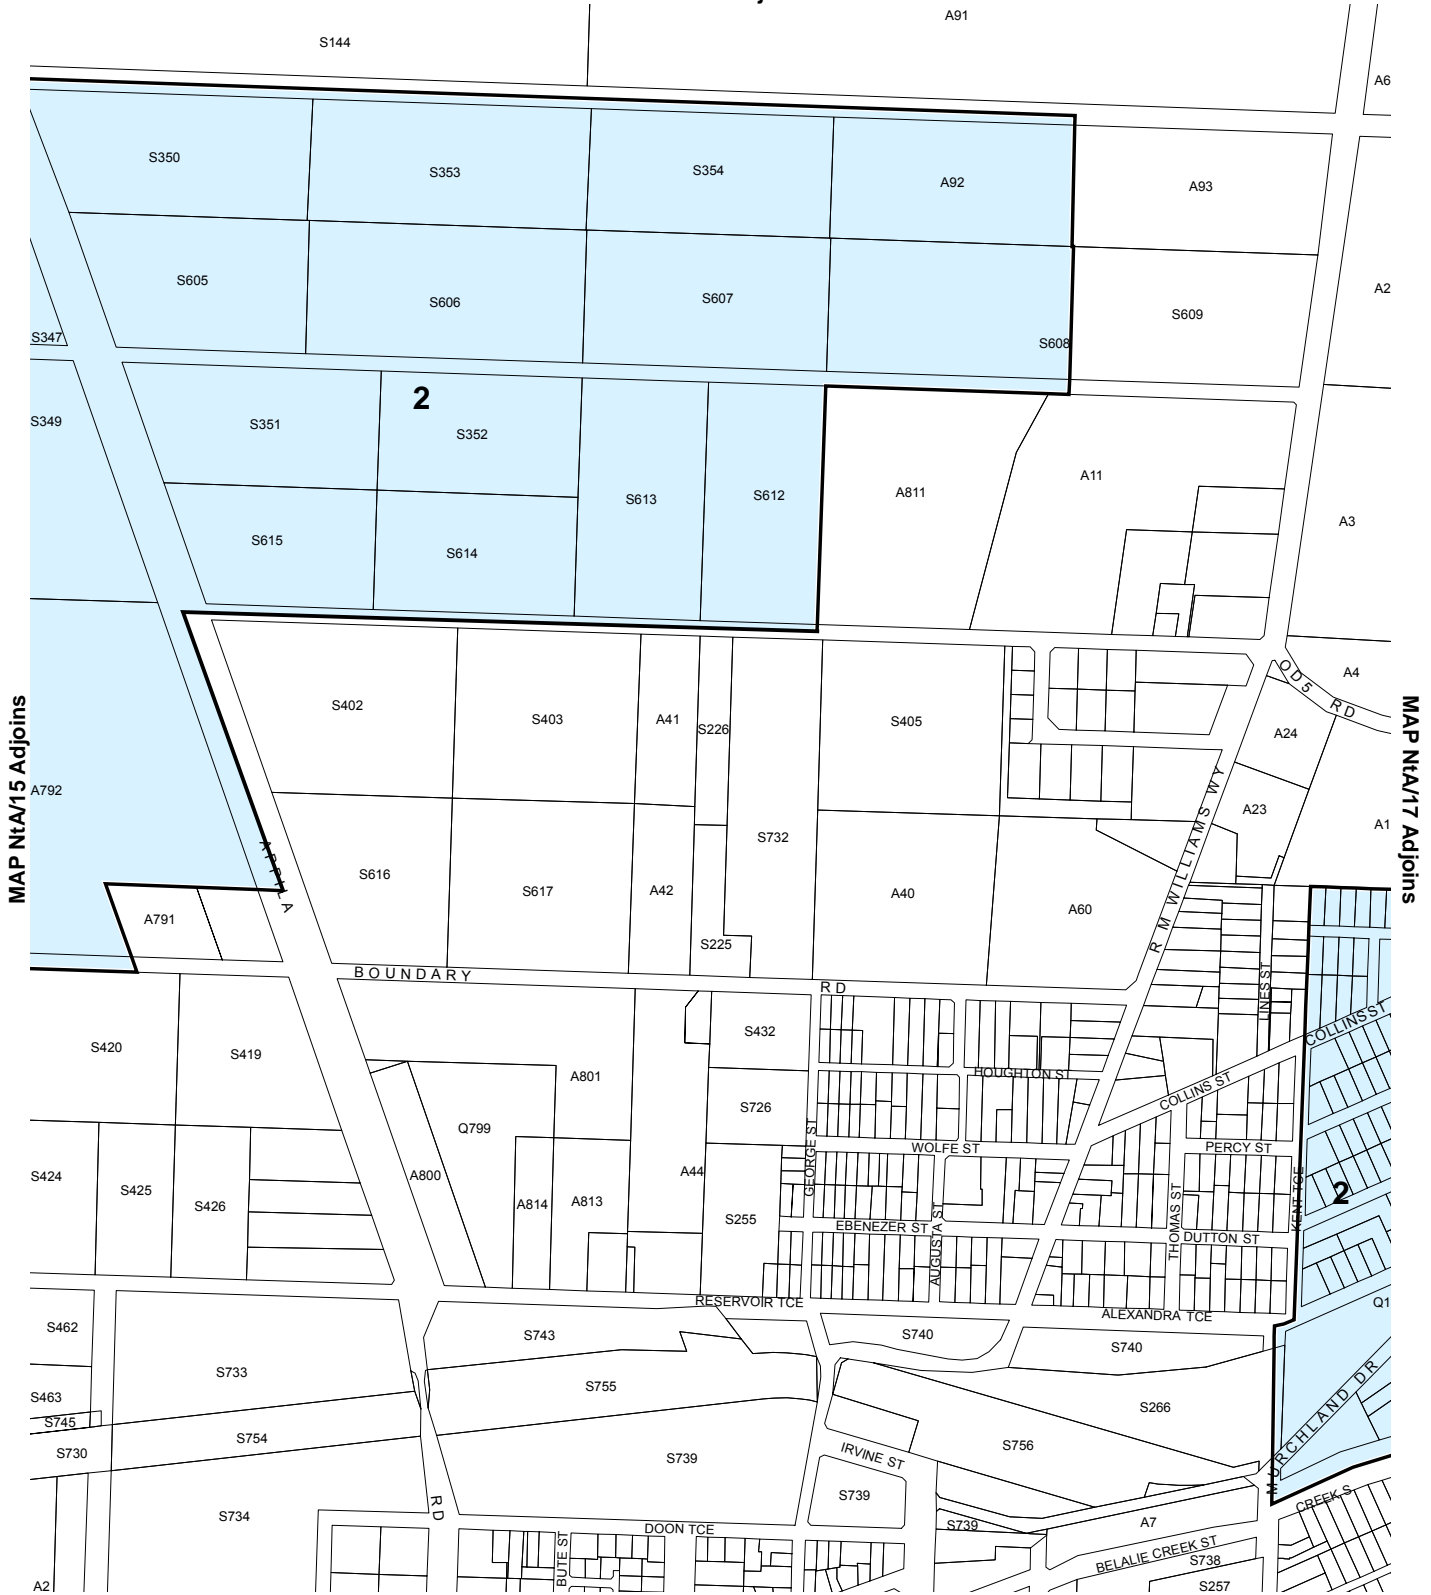 A91
S144
A6
S350
S353
S354
A92
A93
S605
S606
S607
S608
S609
A2
S347
2
S349
S351
S352
S613
S612
A811
A11
A3
S615
S614
S402
S403
A41
S226
S405
OD5 RD
A4
A24
MAP NtA/15 Adjoins
MAP NtA/17 Adjoins
A792
R M WILLIAMS WY
A23
A1
APPILA
S732
S616
S617
A42
A40
A60
A791
S225
BOUNDARY
RD
LINES ST
COLLINS ST
S420
S419
S432
A801
HOUGHTON ST
COLLINS ST
S726
Q799
GEORGE ST
WOLFE ST
PERCY ST
S424
S425
S426
A800
A814
A813
A44
S255
EBENEZER ST
AUGUSTA ST
THOMAS ST
DUTTON ST
KENT TCE
2
RESERVOIR TCE
ALEXANDRA TCE
Q1
S462
S743
S740
S740
S733
S755
S463
S745
S266
MURCHLAND DR
S730
S754
S739
IRVINE ST
S756
S739
S734
RD
DOON TCE
S739
A7
CREEK S
BUTE ST
BELALIE CREEK ST
S738
A2
S257